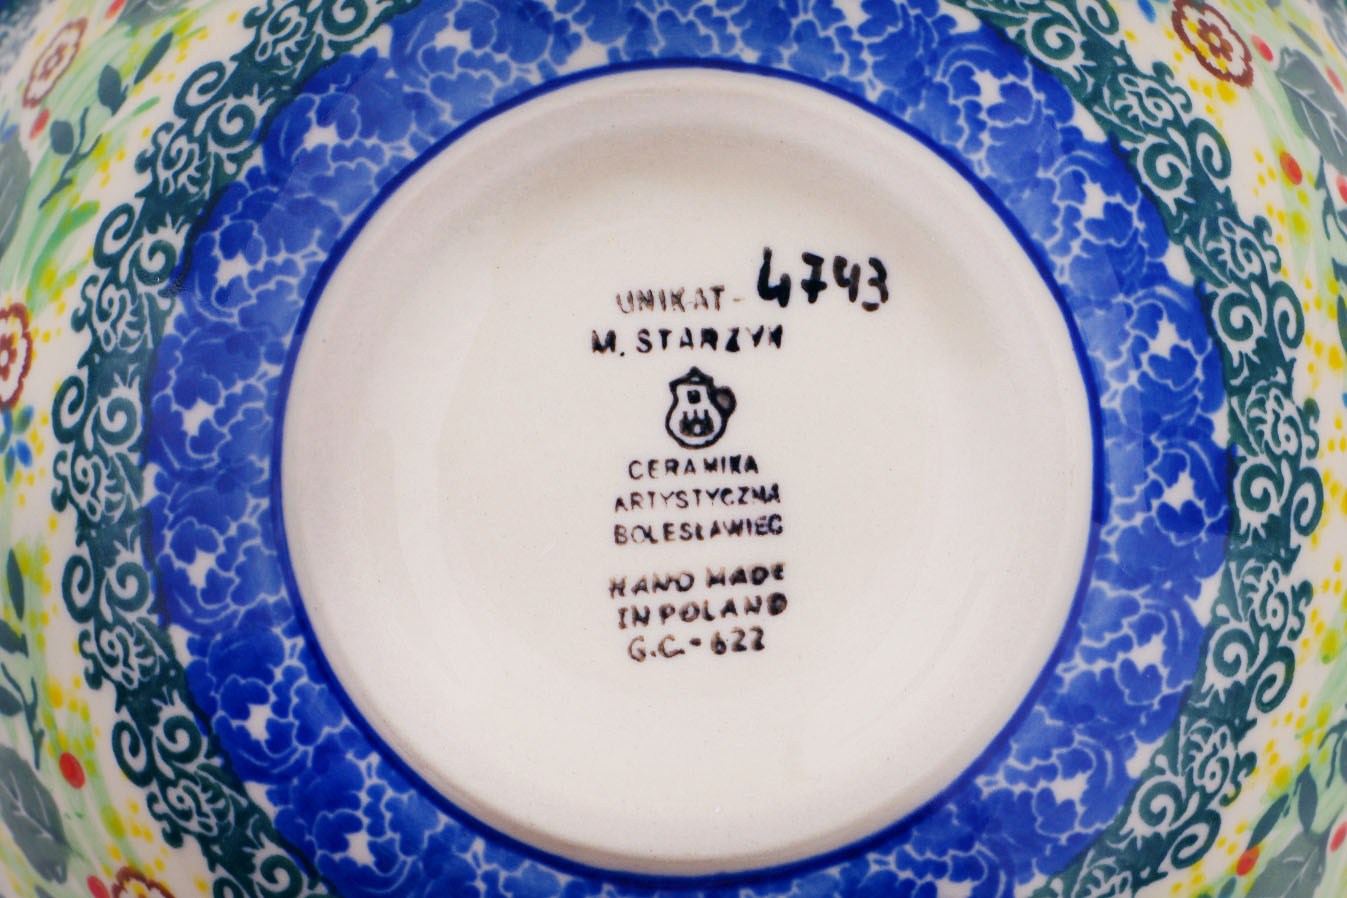 UNIKAT - 4743
M. STARZYK
CERAMIKA
ARTYSTYCZNA
BOLESŁAWIEC
HAND MADE
IN POLAND
G.C.- 622